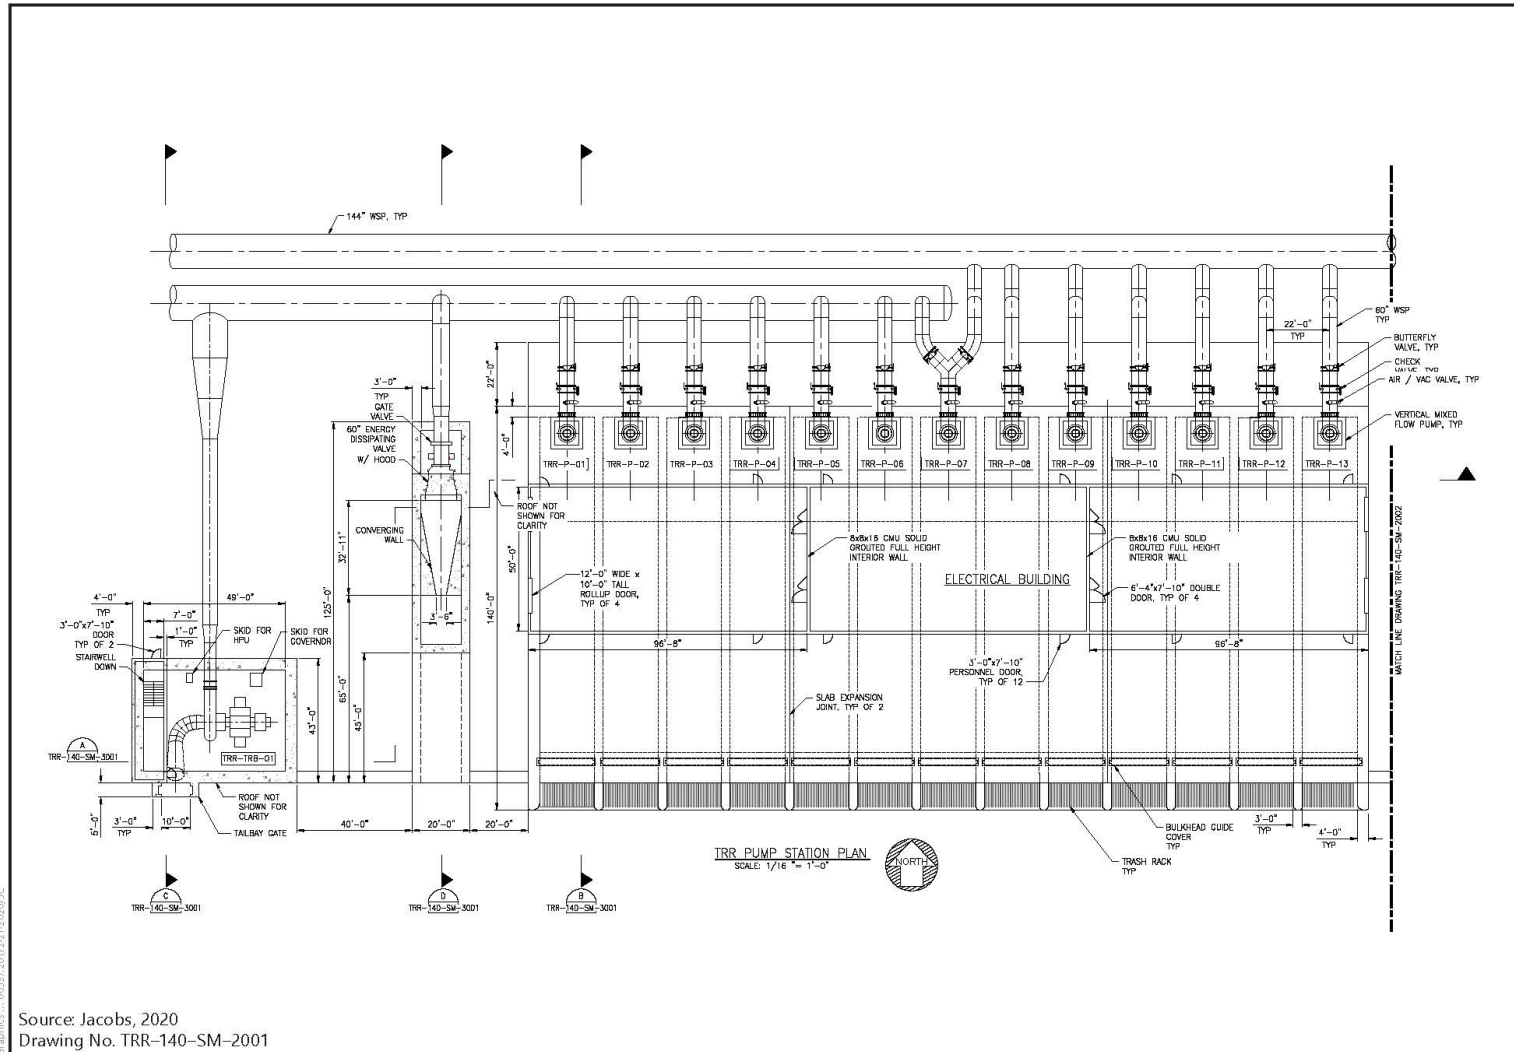 144" WSP, TYP
60" WSP
TYP
22'-0"
TYP
BUTTERFLY
VALVE, TYP
CHECK
VALVE TYP
AIR / VAC VALVE, TYP
VERTICAL MIXED
FLOW PUMP, TYP
22'-0"
4'-0"
3'-0"
TYP
GATE
VALVE
60" ENERGY
DISSIPATING
VALVE
W/ HOOD
TRR-P-01
TRR-P-02
TRR-P-03
TRR-P-04
TRR-P-05
TRR-P-06
TRR-P-07
TRR-P-08
TRR-P-09
TRR-P-10
TRR-P-11
TRR-P-12
TRR-P-13
ROOF NOT
SHOWN FOR
CLARITY
CONVERGING
WALL
32'-11"
50'-0"
125'-0"
140'-0"
3'-6"
12'-0" WIDE x
10'-0" TALL
ROLLUP DOOR,
TYP OF 4
8x8x16 CMU SOLID
GROUTED FULL HEIGHT
INTERIOR WALL
8x8x16 CMU SOLID
GROUTED FULL HEIGHT
INTERIOR WALL
ELECTRICAL BUILDING
6'-4"x7'-10" DOUBLE
DOOR, TYP OF 4
MATCH LINE DRAWING TRR-140-SM-2002
4'-0"
TYP
49'-0"
7'-0"
1'-0"
TYP
3'-0"x7'-10"
DOOR
TYP OF 2
STAIRWELL
DOWN
SKID FOR
HPU
SKID FOR
GOVERNOR
96'-8"
96'-8"
3'-0"x7'-10"
PERSONNEL DOOR,
TYP OF 12
SLAB EXPANSION
JOINT, TYP OF 2
65'-0"
45'-0"
43'-0"
A
TRR-140-SM-3001
TRR-TRB-01
ROOF NOT
SHOWN FOR
CLARITY
TAILBAY GATE
5'-0"
3'-0"
TYP
10'-0"
40'-0"
20'-0"
20'-0"
BULKHEAD GUIDE
COVER
TYP
3'-0"
TYP
4'-0"
TYP
TRASH RACK
TYP
TRR PUMP STATION PLAN
SCALE: 1/16 "= 1'-0"
NORTH
C
TRR-140-SM-3001
D
TRR-140-SM-3001
B
TRR-140-SM-3001
Source: Jacobs, 2020
Drawing No. TRR–140–SM–2001